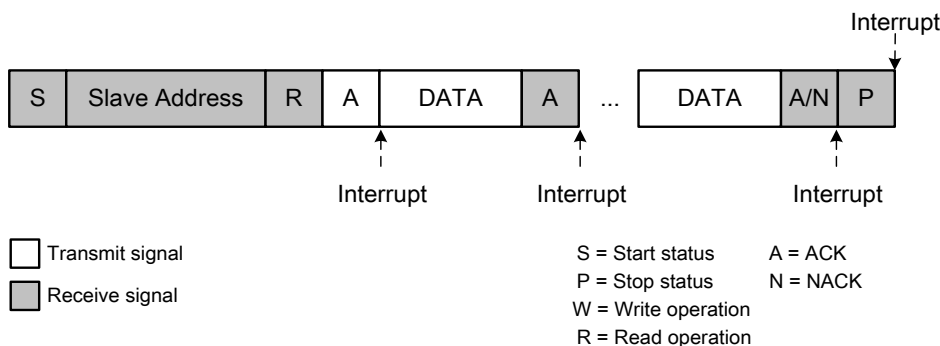 Interrupt
S Slave Address R A DATA A ... DATA A/N P
Interrupt Interrupt Interrupt
Transmit signal
Receive signal
S = Start status A = ACK
P = Stop status N = NACK
W = Write operation
R = Read operation